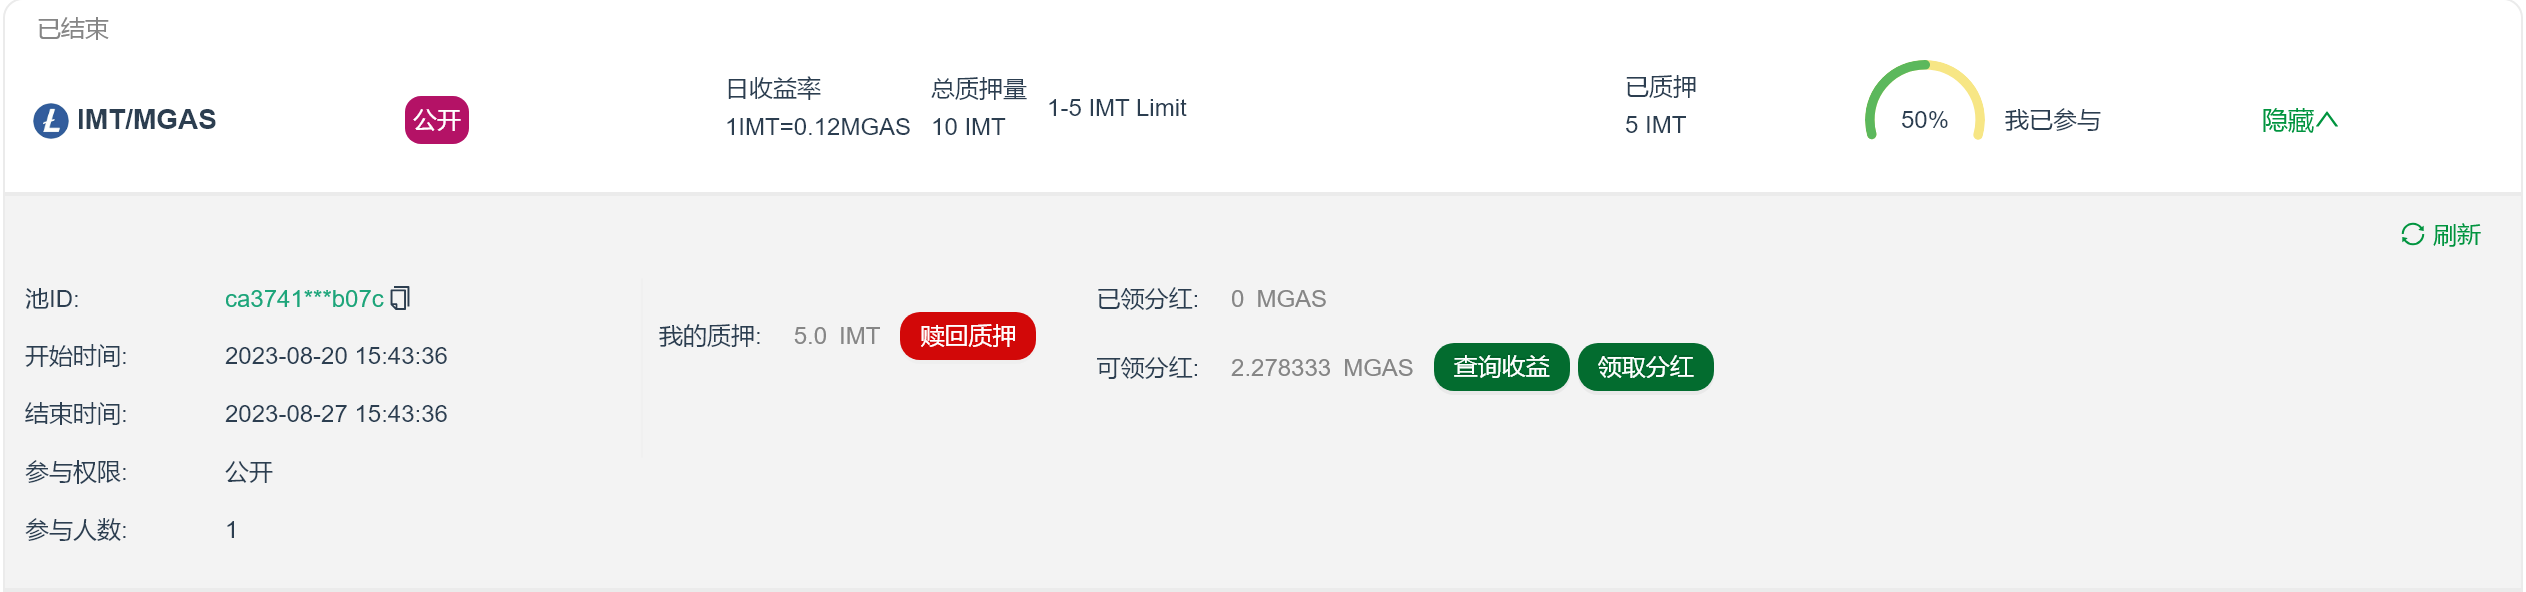 已结束
IMT/MGAS
公开
日收益率
1IMT=0.12MGAS
总质押量
10 IMT
1-5 IMT Limit
已质押
5 IMT
50%
我已参与
隐藏
刷新
池ID: ca3741***b07c
开始时间: 2023-08-20 15:43:36
结束时间: 2023-08-27 15:43:36
参与权限: 公开
参与人数: 1
我的质押: 5.0 IMT 赎回质押
已领分红: 0 MGAS
可领分红: 2.278333 MGAS 查询收益 领取分红